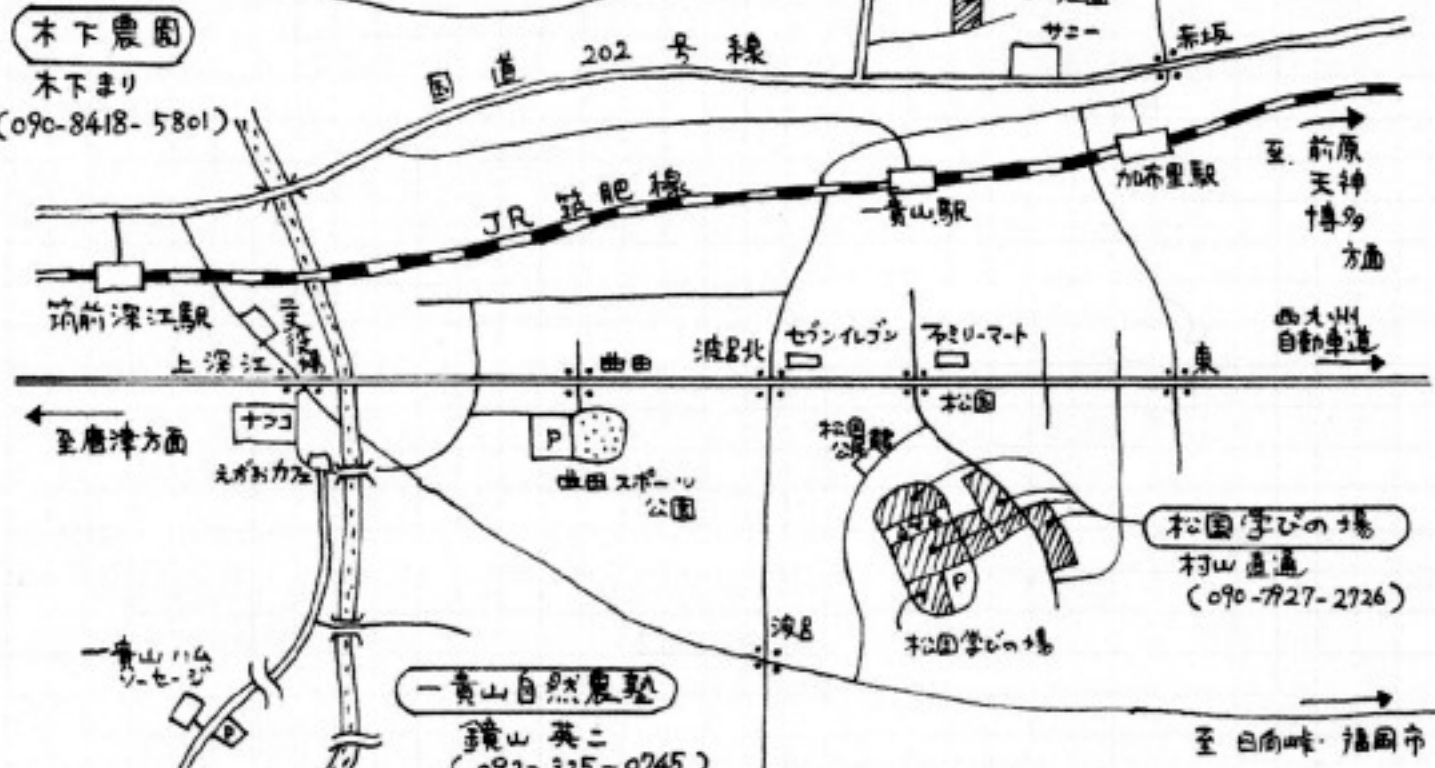 木下農園
木下まり
(090-8418-5801)
国道 202 号線
サニー
赤坂
JR 筑肥線
一貴山駅
加布里駅
至 前原
天神
博多
方面
筑前深江駅
上深江
曲田
波呂北
セブンイレブン
ファミリーマート
西九州
自動車道
東
至唐津方面
ナフコ
えがおカフェ
P
曲田スポーツ
公園
松国
公民館
松国
松国学びの場
村山直通
(090-7927-2726)
P
松国学びの場
波呂
一貴山ハム
ソーセージ
P
一貴山自然農塾
鏡山英二
至 日向峠・福岡市